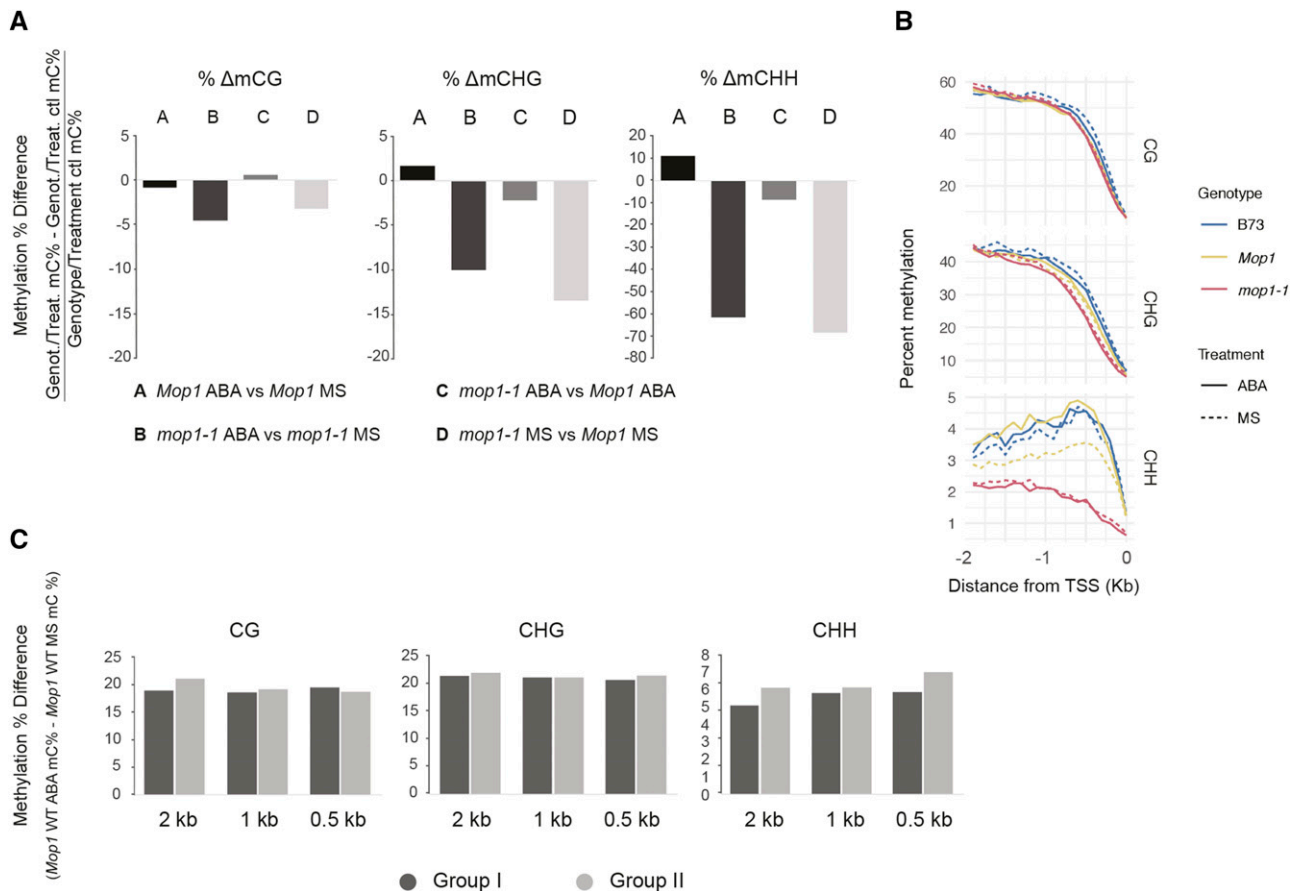 A
Methylation % Difference
Genot./Treat. mC% - Genot./Treat. ctl mC%
Genotype/Treatment ctl mC%
% ΔmCG
A B C D
5
0
-5
-10
-15
-20
% ΔmCHG
A B C D
5
0
-5
-10
-15
-20
% ΔmCHH
A B C D
20
10
0
-10
-20
-30
-40
-50
-60
-70
-80
A Mop1 ABA vs Mop1 MS
B mop1-1 ABA vs mop1-1 MS
C mop1-1 ABA vs Mop1 ABA
D mop1-1 MS vs Mop1 MS
B
Percent methylation
60
40
20
CG
40
30
20
10
CHG
5
4
3
2
1
CHH
-2 -1 0
Distance from TSS (Kb)
Genotype
B73
Mop1
mop1-1
Treatment
ABA
MS
C
Methylation % Difference
(Mop1 WT ABA mC% - Mop1 WT MS mC %)
CG
25
20
15
10
5
0
2 kb 1 kb 0.5 kb
CHG
25
20
15
10
5
0
2 kb 1 kb 0.5 kb
CHH
8
7
6
5
4
3
2
1
0
2 kb 1 kb 0.5 kb
Group I
Group II